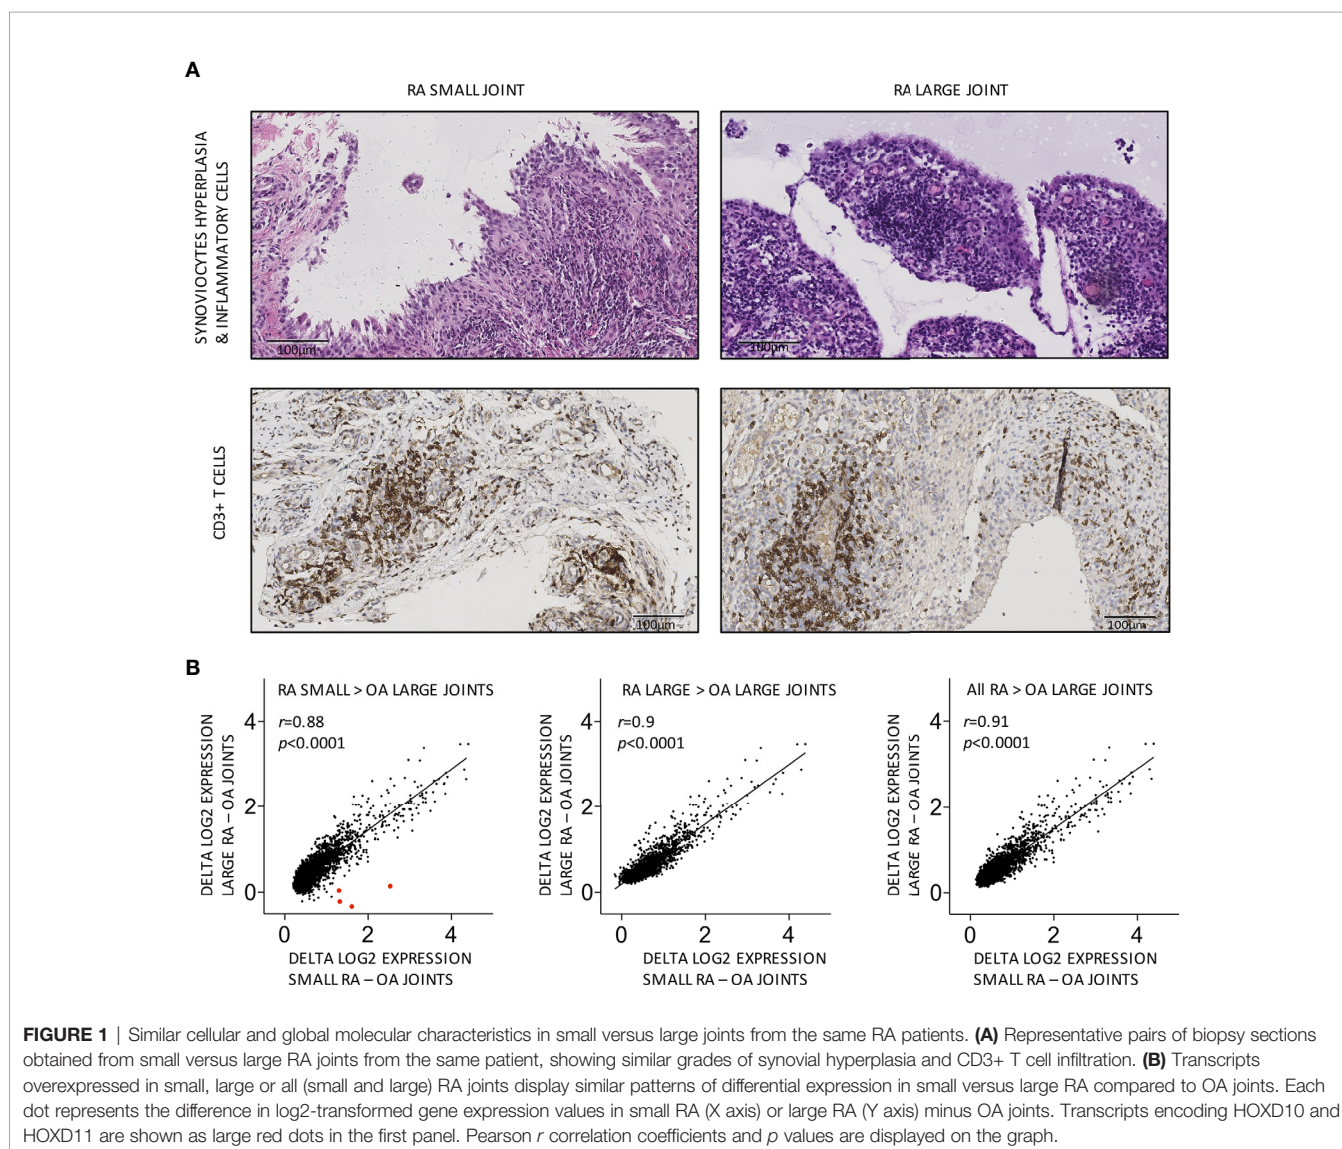 A
RA SMALL JOINT
RA LARGE JOINT
SYNOVIOCYTES HYPERPLASIA
& INFLAMMATORY CELLS
100µm
100µm
CD3+ T CELLS
100µm
100µm
B
RA SMALL > OA LARGE JOINTS
r=0.88
p<0.0001
DELTA LOG2 EXPRESSION
LARGE RA – OA JOINTS
4
2
0
0 2 4
DELTA LOG2 EXPRESSION
SMALL RA – OA JOINTS
RA LARGE > OA LARGE JOINTS
r=0.9
p<0.0001
DELTA LOG2 EXPRESSION
LARGE RA – OA JOINTS
4
2
0
0 2 4
DELTA LOG2 EXPRESSION
SMALL RA – OA JOINTS
All RA > OA LARGE JOINTS
r=0.91
p<0.0001
DELTA LOG2 EXPRESSION
LARGE RA – OA JOINTS
4
2
0
0 2 4
DELTA LOG2 EXPRESSION
SMALL RA – OA JOINTS
FIGURE 1 | Similar cellular and global molecular characteristics in small versus large joints from the same RA patients. (A) Representative pairs of biopsy sections
obtained from small versus large RA joints from the same patient, showing similar grades of synovial hyperplasia and CD3+ T cell infiltration. (B) Transcripts
overexpressed in small, large or all (small and large) RA joints display similar patterns of differential expression in small versus large RA compared to OA joints. Each
dot represents the difference in log2-transformed gene expression values in small RA (X axis) or large RA (Y axis) minus OA joints. Transcripts encoding HOXD10 and
HOXD11 are shown as large red dots in the first panel. Pearson r correlation coefficients and p values are displayed on the graph.